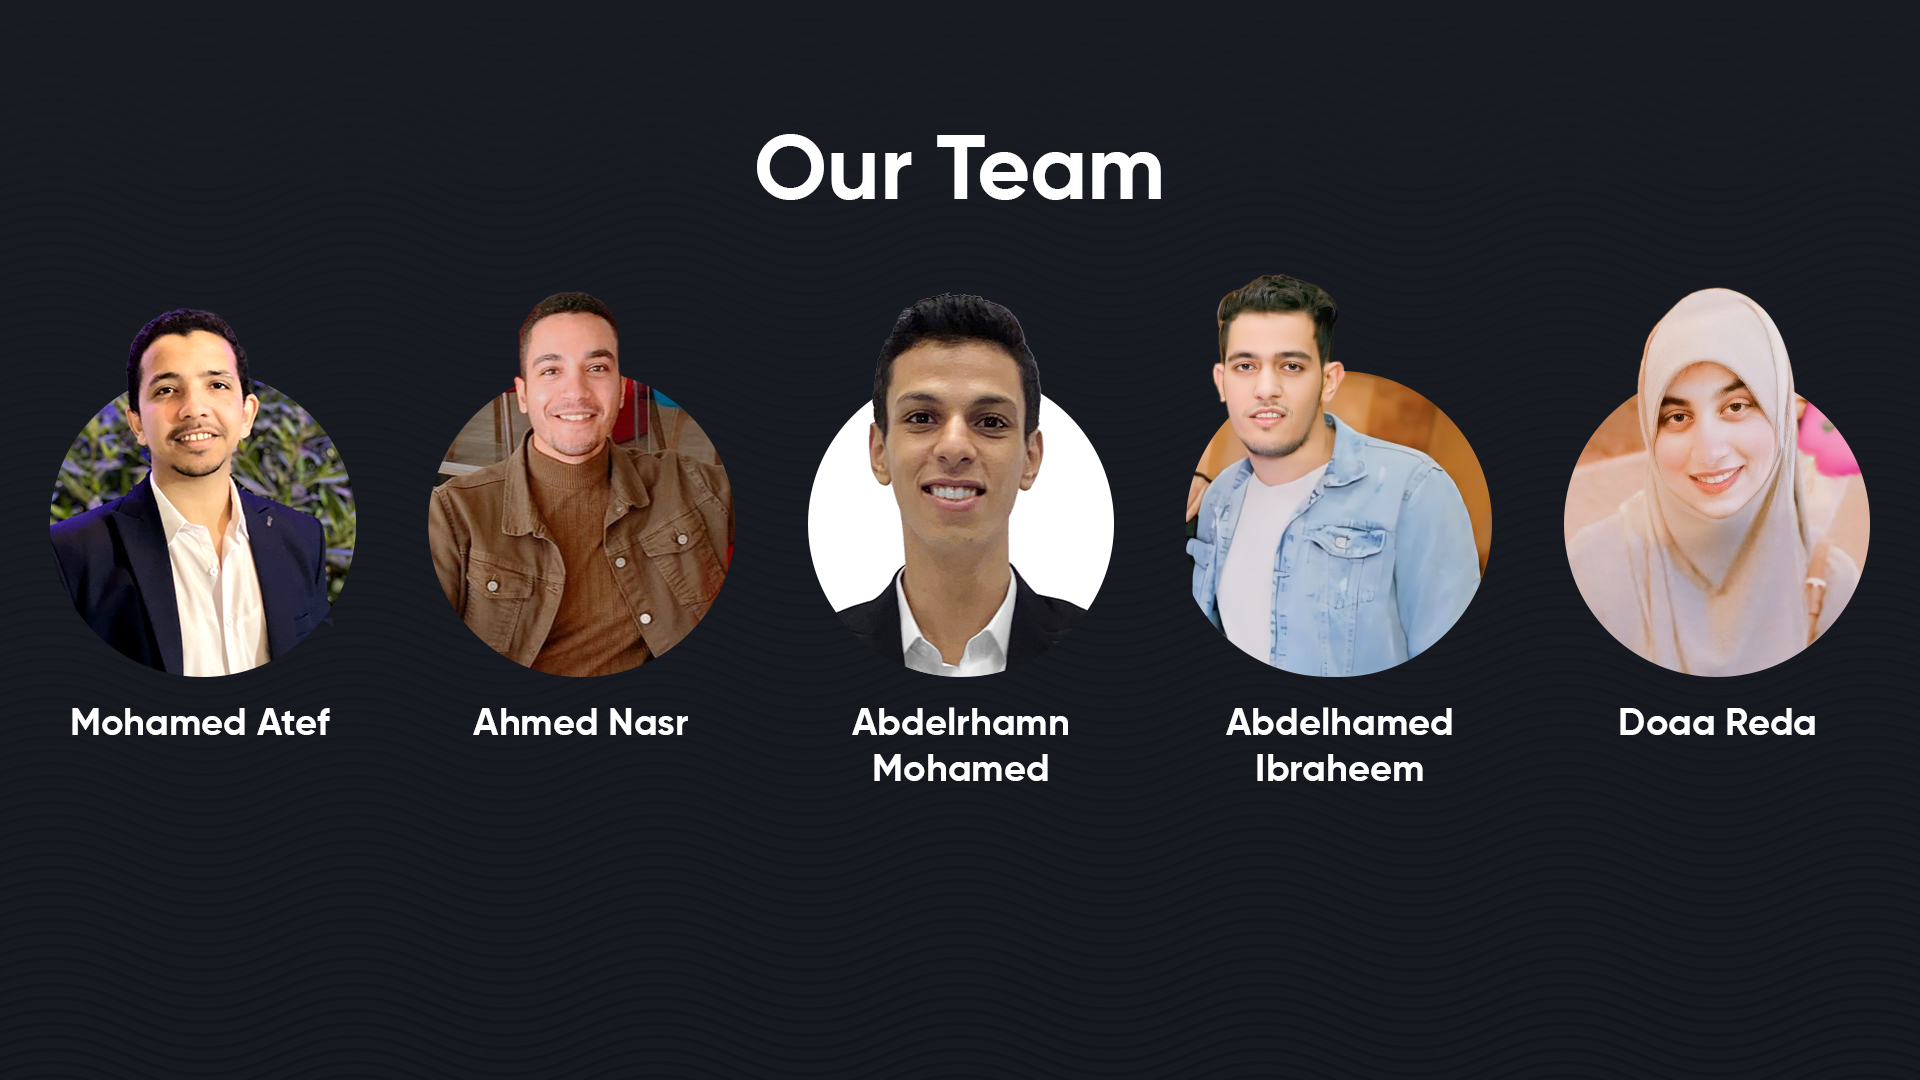 Our Team
Mohamed Atef
Ahmed Nasr
Abdelrhamn
Mohamed
Abdelhamed
Ibraheem
Doaa Reda